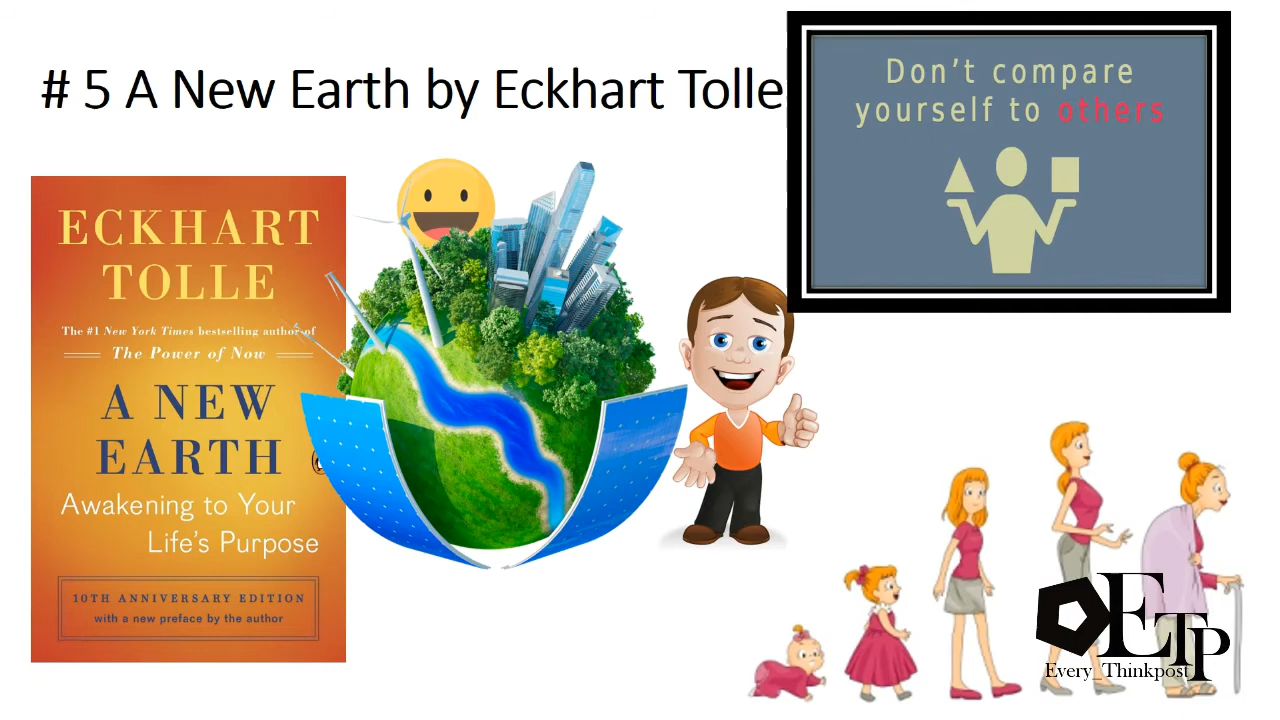 # 5 A New Earth by Eckhart Tolle
Don't compare
yourself to others
ECKHART
TOLLE
The #1 New York Times bestselling author of
The Power of Now
A NEW
EARTH
Awakening to Your
Life's Purpose
10TH ANNIVERSARY EDITION
with a new preface by the author
ETP
Every_Thinkpost